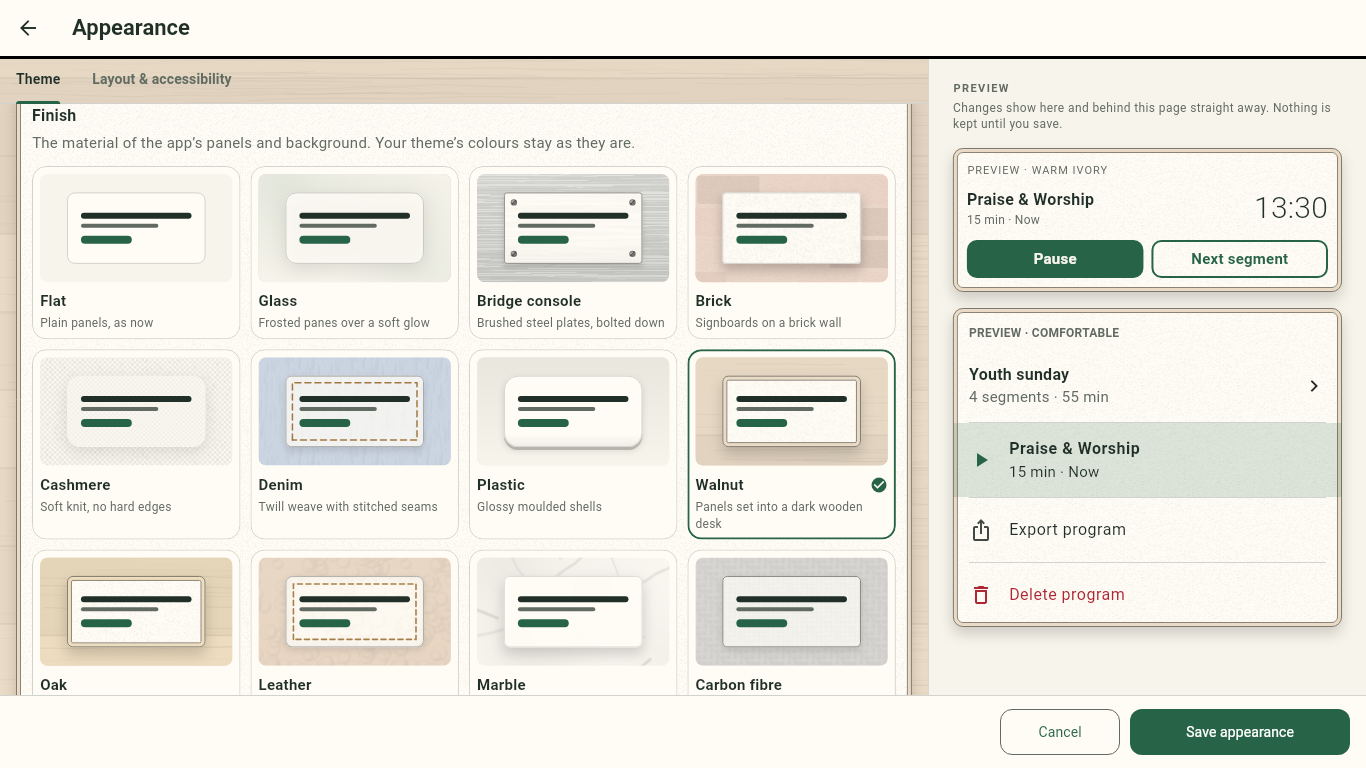 Appearance
Theme
Layout & accessibility
Finish
The material of the app's panels and background. Your theme's colours stay as they are.
Flat
Plain panels, as now
Glass
Frosted panes over a soft glow
Bridge console
Brushed steel plates, bolted down
Brick
Signboards on a brick wall
Cashmere
Soft knit, no hard edges
Denim
Twill weave with stitched seams
Plastic
Glossy moulded shells
Walnut
Panels set into a dark wooden
desk
Oak
Leather
Marble
Carbon fibre
PREVIEW
Changes show here and behind this page straight away. Nothing is
kept until you save.
PREVIEW · WARM IVORY
Praise & Worship
15 min · Now
13:30
Pause
Next segment
PREVIEW · COMFORTABLE
Youth sunday
4 segments · 55 min
Praise & Worship
15 min · Now
Export program
Delete program
Cancel
Save appearance